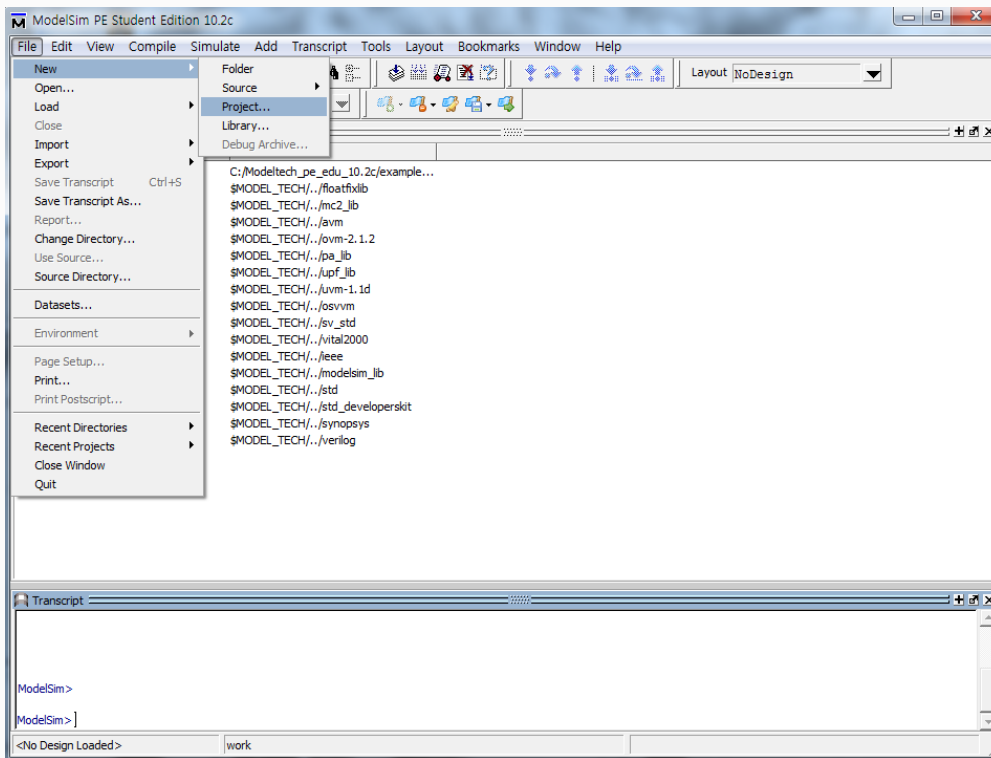 ModelSim PE Student Edition 10.2c
File Edit View Compile Simulate Add Transcript Tools Layout Bookmarks Window Help
New
Open...
Load
Close
Import
Export
Save Transcript Ctrl+S
Save Transcript As...
Report...
Change Directory...
Use Source...
Source Directory...
Datasets...
Environment
Page Setup...
Print...
Print Postscript...
Recent Directories
Recent Projects
Close Window
Quit
Folder
Source
Project...
Library...
Debug Archive...
Layout NoDesign
C:/Modeltech_pe_edu_10.2c/example...
$MODEL_TECH/../floatfixlib
$MODEL_TECH/../mc2_lib
$MODEL_TECH/../avm
$MODEL_TECH/../ovm-2.1.2
$MODEL_TECH/../pa_lib
$MODEL_TECH/../upf_lib
$MODEL_TECH/../uvm-1.1d
$MODEL_TECH/../osvvm
$MODEL_TECH/../sv_std
$MODEL_TECH/../vital2000
$MODEL_TECH/../ieee
$MODEL_TECH/../modelsim_lib
$MODEL_TECH/../std
$MODEL_TECH/../std_developerskit
$MODEL_TECH/../synopsys
$MODEL_TECH/../verilog
Transcript
ModelSim>
ModelSim>
<No Design Loaded> work